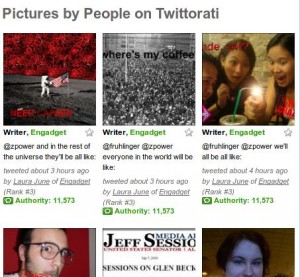 Pictures by People on Twittorati
where's my coffee
Writer, Engadget
@zpower and in the rest of
the universe they'll be all like:
tweeted about 3 hours ago
by Laura June of Engadget
(Rank #3)
Authority: 11,573
Writer, Engadget
@fruhlinger @zpower
everyone in the world will be
like:
tweeted about 3 hours ago
by Laura June of Engadget
(Rank #3)
Authority: 11,573
Writer, Engadget
@fruhlinger @zpower we'll
all be all like:
tweeted about 4 hours ago
by Laura June of Engadget
(Rank #3)
Authority: 11,573
JEFF SESSIO
UNITED STATES SENATOR
SESSIONS ON GLEN BECK